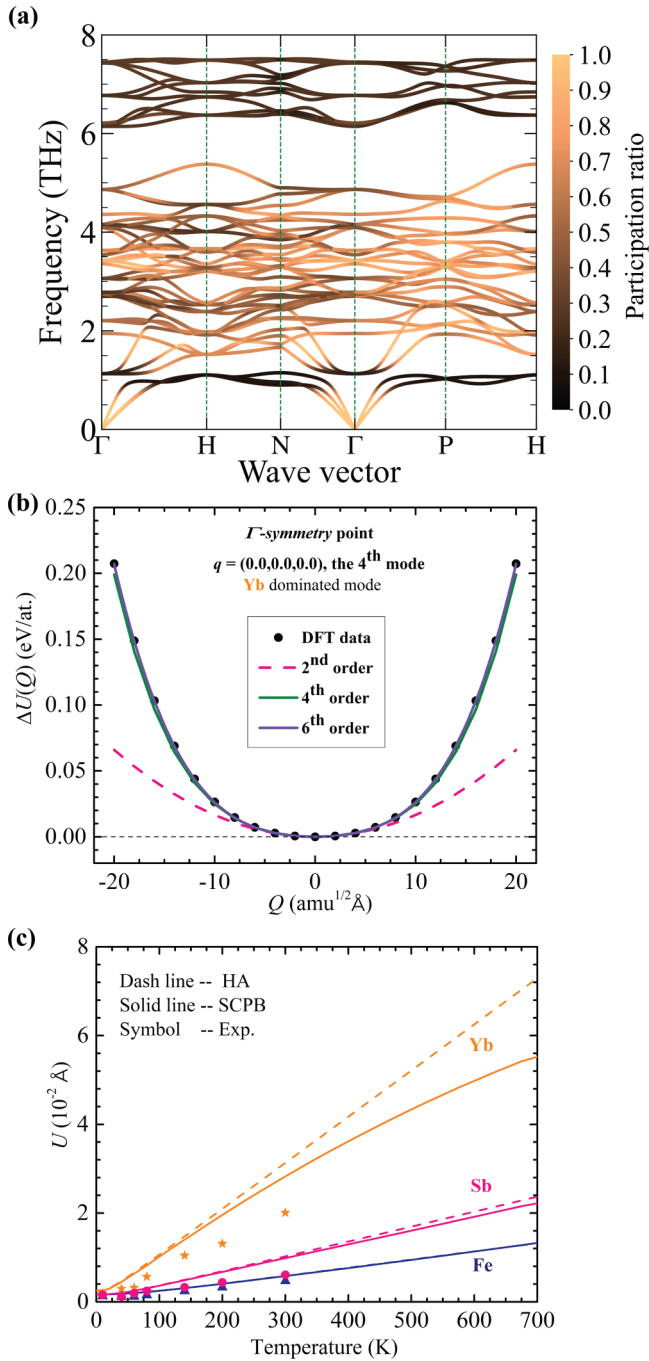 (a)
8
6
4
2
0
Frequency (THz)
Γ H N Γ P H
Wave vector
1.0
0.9
0.8
0.7
0.6
0.5
0.4
0.3
0.2
0.1
0.0
Participation ratio
(b)
0.25
0.20
0.15
0.10
0.05
0.00
ΔU(Q) (eV/at.)
Γ-symmetry point
q = (0.0,0.0,0.0), the 4th mode
Yb dominated mode
DFT data
2nd order
4th order
6th order
-20 -10 0 10 20
Q (amu1/2Å)
(c)
8
6
4
2
0
U (10-2 Å)
Dash line -- HA
Solid line -- SCPB
Symbol -- Exp.
Yb
Sb
Fe
0 100 200 300 400 500 600 700
Temperature (K)